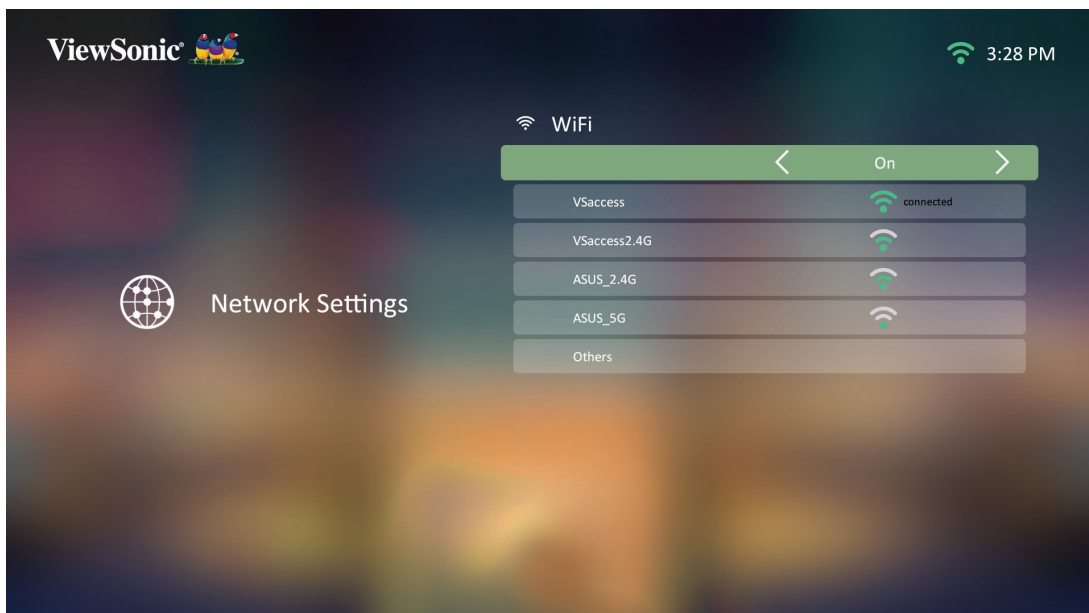 ViewSonic®
3:28 PM
WiFi
On
VSaccess connected
VSaccess2.4G
ASUS_2.4G
Network Settings
ASUS_5G
Others